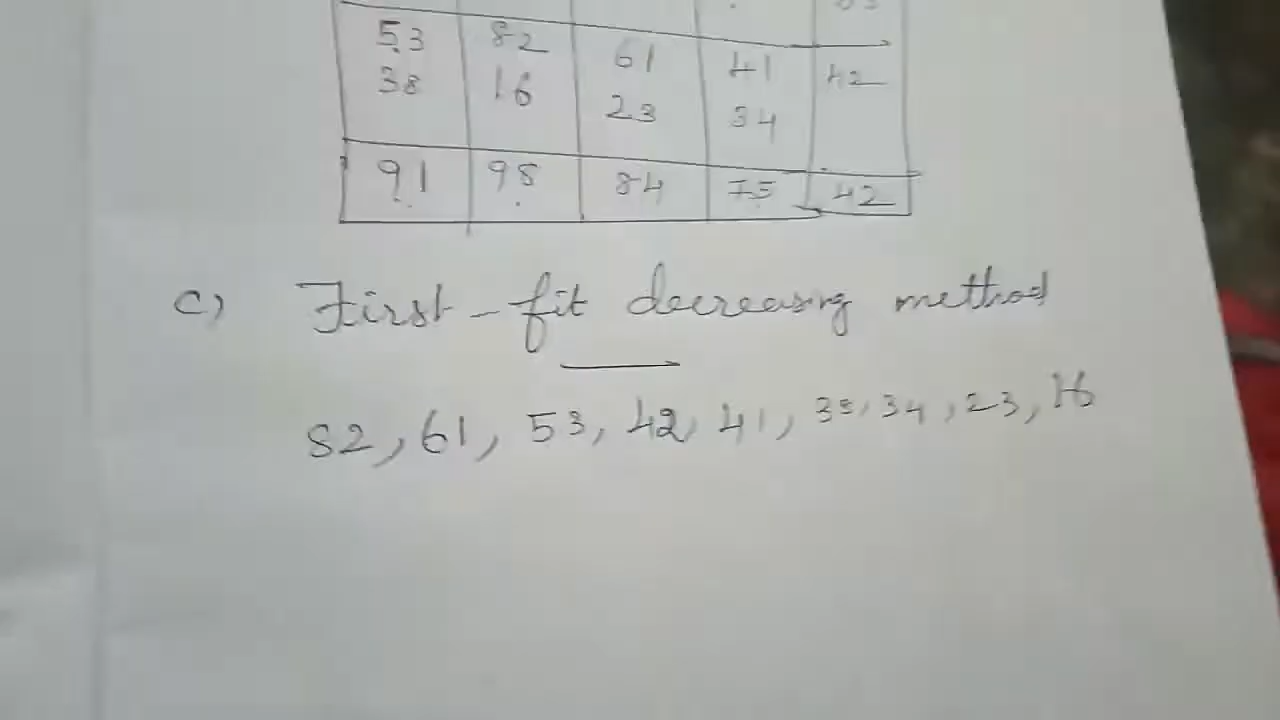 53 82 61 41 42
38 16 23 34
91 98 84 75 42
c) First-fit decreasing method
82, 61, 53, 42, 41, 38, 34, 23, 16